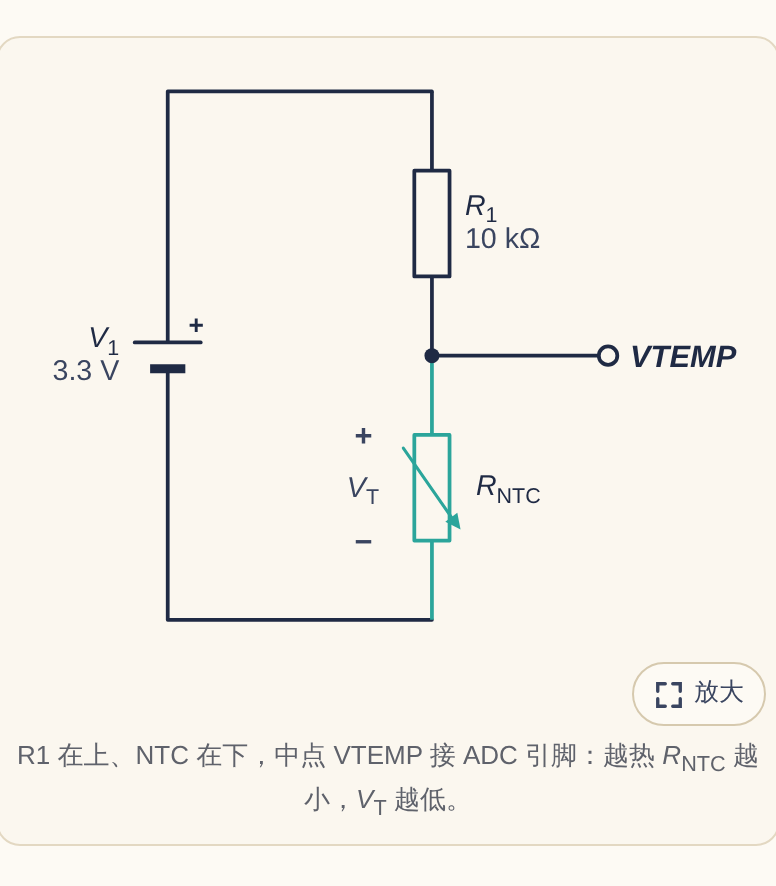 R1
10 kΩ
+
V1
3.3 V
VTEMP
+
VT
−
RNTC
放大
R1 在上、NTC 在下，中点 VTEMP 接 ADC 引脚：越热 RNTC 越
小，VT 越低。